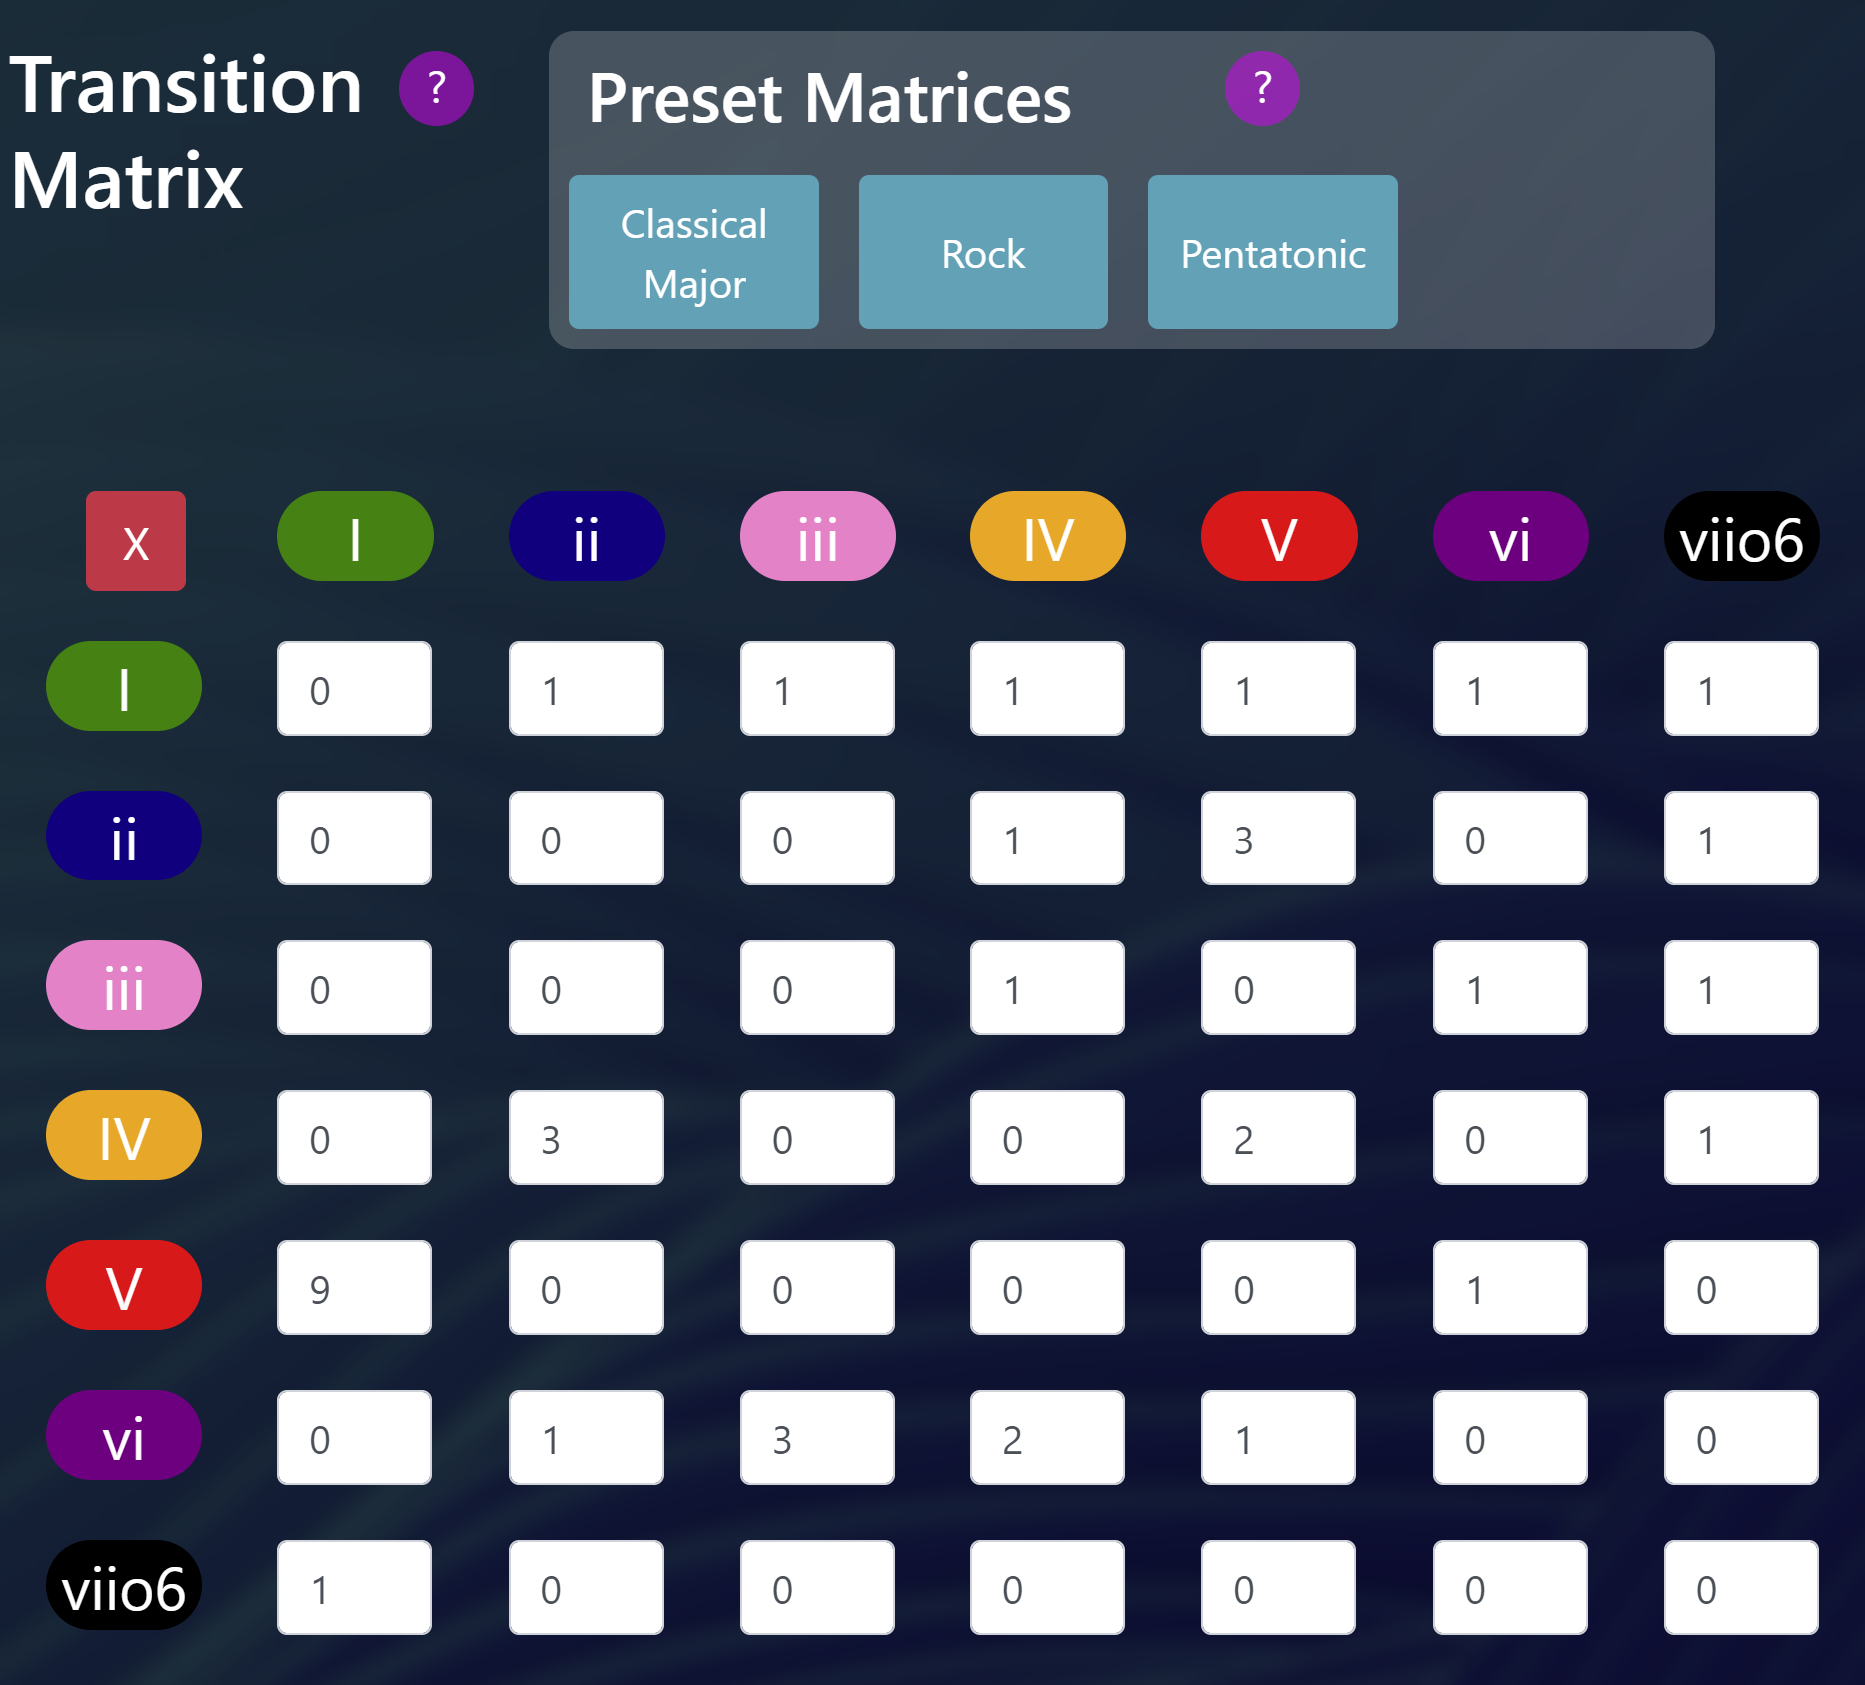 Transition
Matrix
?
Preset Matrices
?
Classical
Major
Rock
Pentatonic
x I ii iii IV V vi viio6
I 0 1 1 1 1 1 1
ii 0 0 0 1 3 0 1
iii 0 0 0 1 0 1 1
IV 0 3 0 0 2 0 1
V 9 0 0 0 0 1 0
vi 0 1 3 2 1 0 0
viio6 1 0 0 0 0 0 0